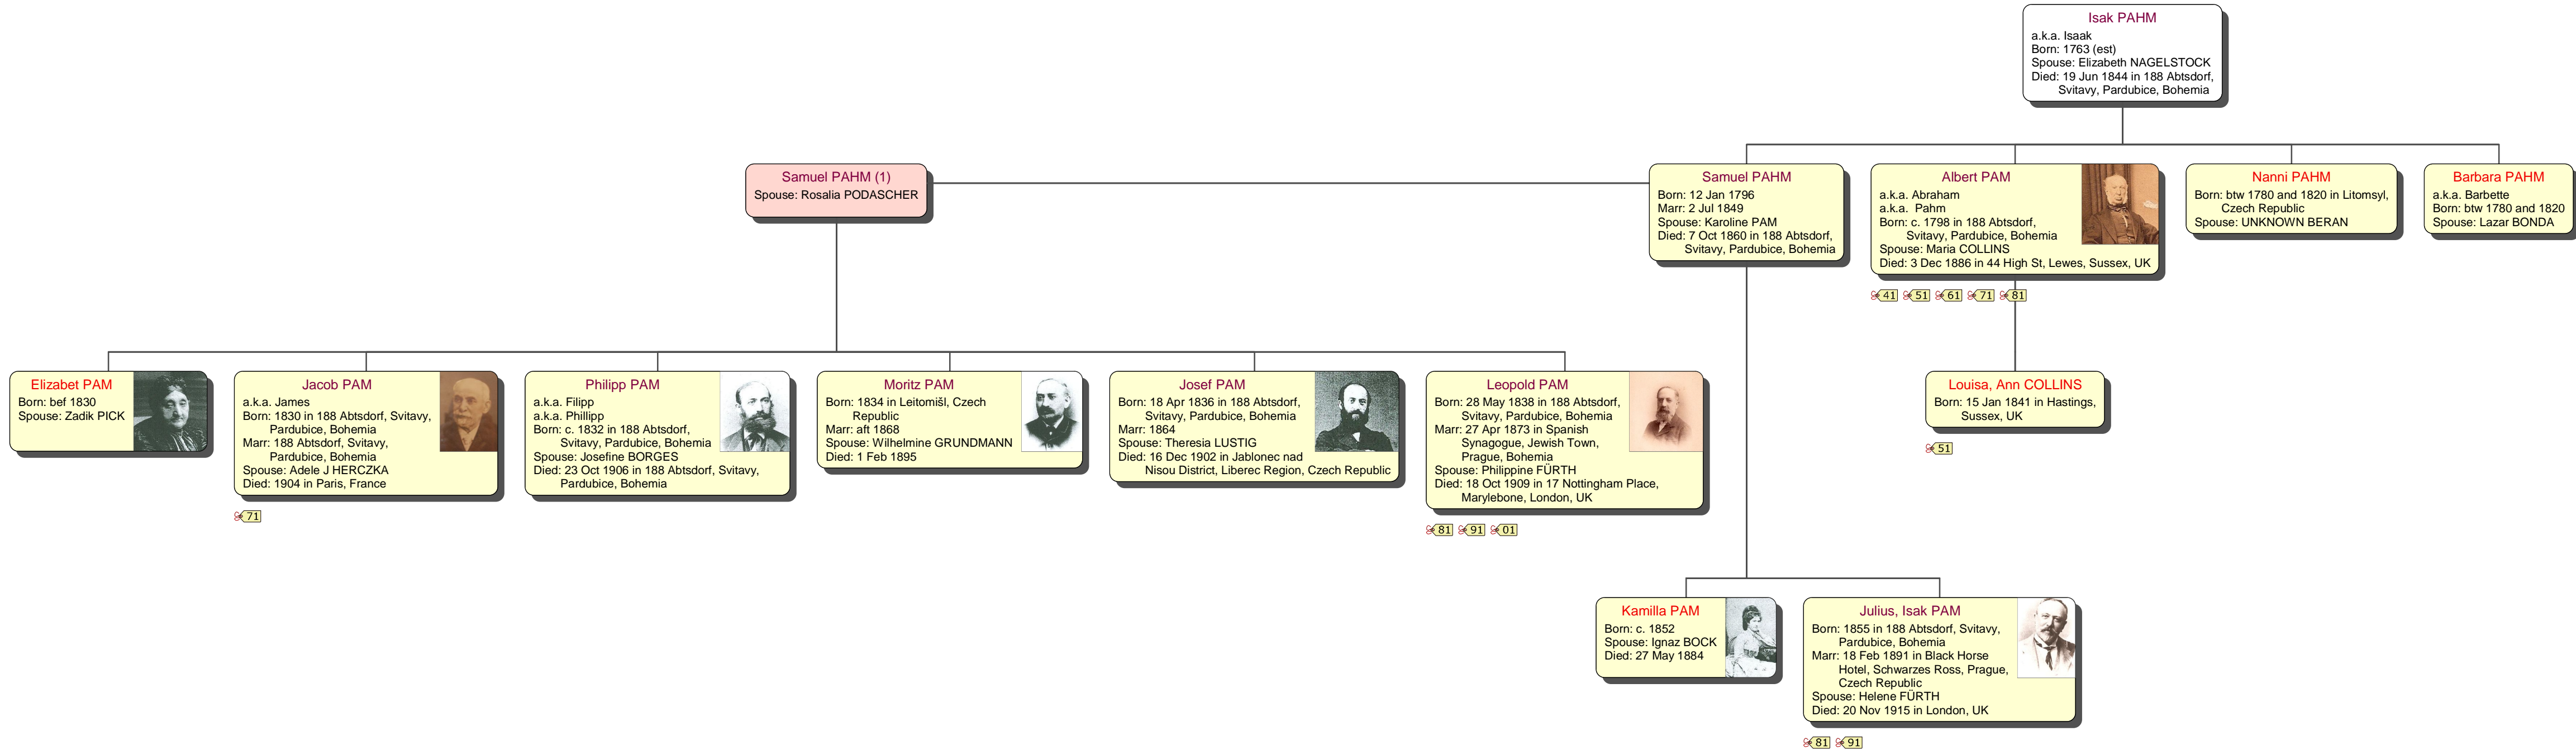 Isak PAHM
a.k.a. Isaak
Born: 1763 (est)
Spouse: Elizabeth NAGELSTOCK
Died: 19 Jun 1844 in 188 Abtsdorf,
Svitavy, Pardubice, Bohemia
Samuel PAHM (1)
Spouse: Rosalia PODASCHER
Samuel PAHM
Born: 12 Jan 1796
Marr: 2 Jul 1849
Spouse: Karoline PAM
Died: 7 Oct 1860 in 188 Abtsdorf,
Svitavy, Pardubice, Bohemia
Albert PAM
a.k.a. Abraham
a.k.a.  Pahm
Born: c. 1798 in 188 Abtsdorf,
Svitavy, Pardubice, Bohemia
Spouse: Maria COLLINS
Died: 3 Dec 1886 in 44 High St, Lewes, Sussex, UK
41 51 61 71 81
Nanni PAHM
Born: btw 1780 and 1820 in Litomsyl,
Czech Republic
Spouse: UNKNOWN BERAN
Barbara PAHM
a.k.a. Barbette
Born: btw 1780 and 1820
Spouse: Lazar BONDA
Elizabet PAM
Born: bef 1830
Spouse: Zadik PICK
Jacob PAM
a.k.a. James
Born: 1830 in 188 Abtsdorf, Svitavy,
Pardubice, Bohemia
Marr: 188 Abtsdorf, Svitavy,
Pardubice, Bohemia
Spouse: Adele J HERCZKA
Died: 1904 in Paris, France
71
Philipp PAM
a.k.a. Filipp
a.k.a. Phillipp
Born: c. 1832 in 188 Abtsdorf,
Svitavy, Pardubice, Bohemia
Spouse: Josefine BORGES
Died: 23 Oct 1906 in 188 Abtsdorf, Svitavy,
Pardubice, Bohemia
Moritz PAM
Born: 1834 in Leitomišl, Czech
Republic
Marr: aft 1868
Spouse: Wilhelmine GRUNDMANN
Died: 1 Feb 1895
Josef PAM
Born: 18 Apr 1836 in 188 Abtsdorf,
Svitavy, Pardubice, Bohemia
Marr: 1864
Spouse: Theresia LUSTIG
Died: 16 Dec 1902 in Jablonec nad
Nisou District, Liberec Region, Czech Republic
Leopold PAM
Born: 28 May 1838 in 188 Abtsdorf,
Svitavy, Pardubice, Bohemia
Marr: 27 Apr 1873 in Spanish
Synagogue, Jewish Town,
Prague, Bohemia
Spouse: Philippine FÜRTH
Died: 18 Oct 1909 in 17 Nottingham Place,
Marylebone, London, UK
81 91 01
Louisa, Ann COLLINS
Born: 15 Jan 1841 in Hastings,
Sussex, UK
51
Kamilla PAM
Born: c. 1852
Spouse: Ignaz BOCK
Died: 27 May 1884
Julius, Isak PAM
Born: 1855 in 188 Abtsdorf, Svitavy,
Pardubice, Bohemia
Marr: 18 Feb 1891 in Black Horse
Hotel, Schwarzes Ross, Prague,
Czech Republic
Spouse: Helene FÜRTH
Died: 20 Nov 1915 in London, UK
81 91